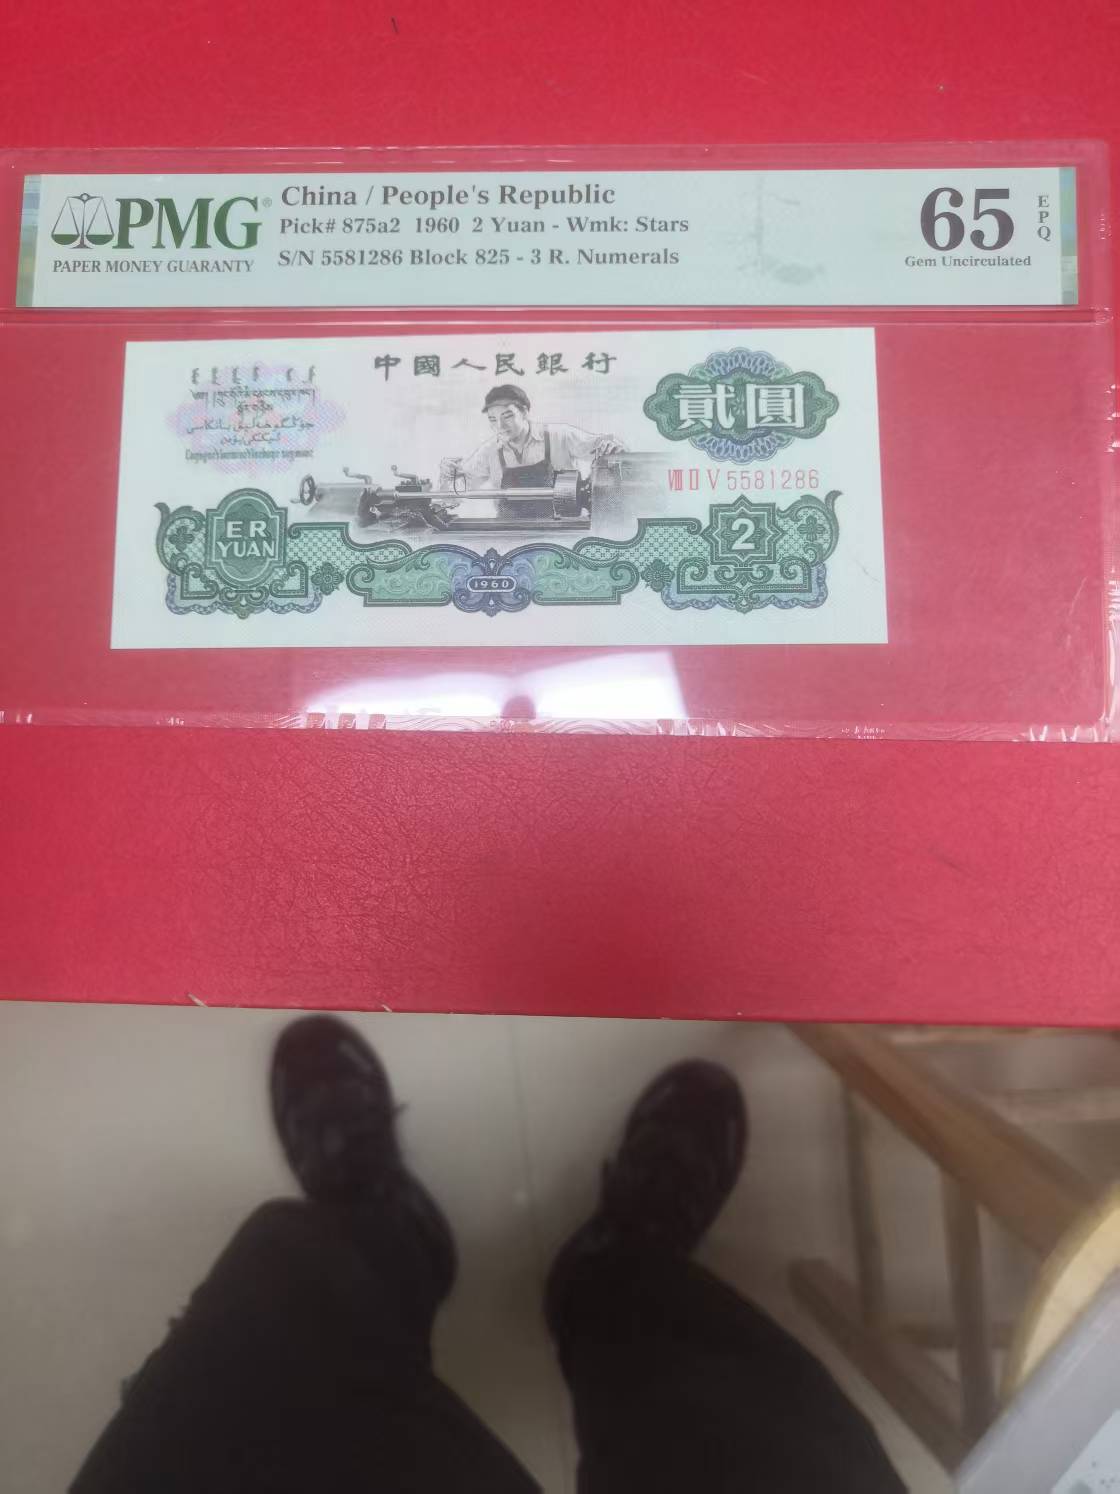 PMG®
PAPER MONEY GUARANTY
China / People's Republic
Pick# 875a2 1960 2 Yuan - Wmk: Stars
S/N 5581286 Block 825 - 3 R. Numerals
65
EPQ
Gem Uncirculated
中國人民銀行
貳圓
VIII II V 5581286
ER
YUAN
2
1960